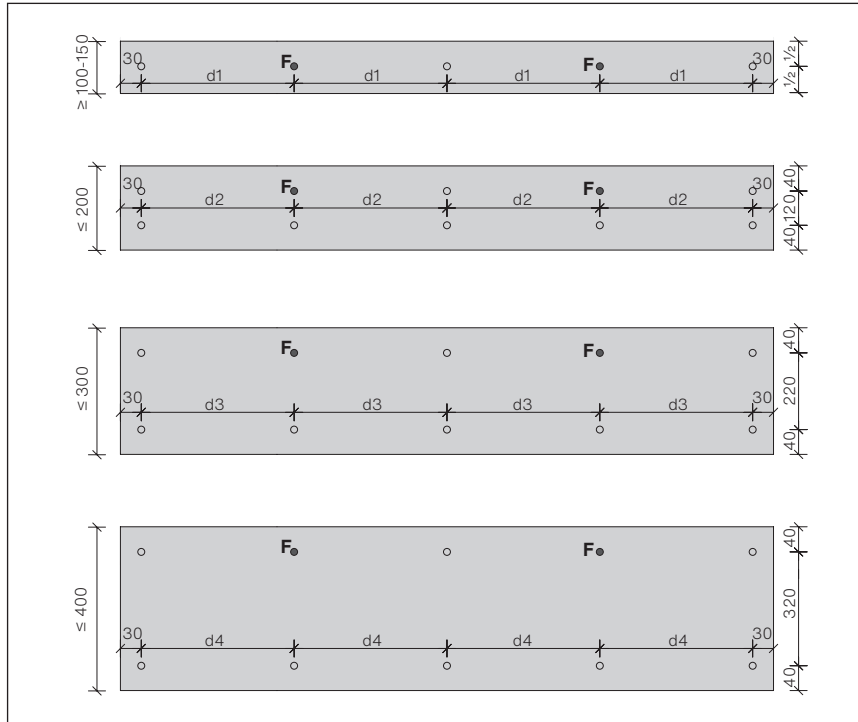 ≥ 100-150
30 F F 30
d1 d1 d1 d1
½ ½
≤ 200
30 F F 30
d2 d2 d2 d2
40 120 40
≤ 300
F F
30 d3 d3 d3 d3 30
40 220 40
≤ 400
F F
30 d4 d4 d4 d4 30
40 320 40